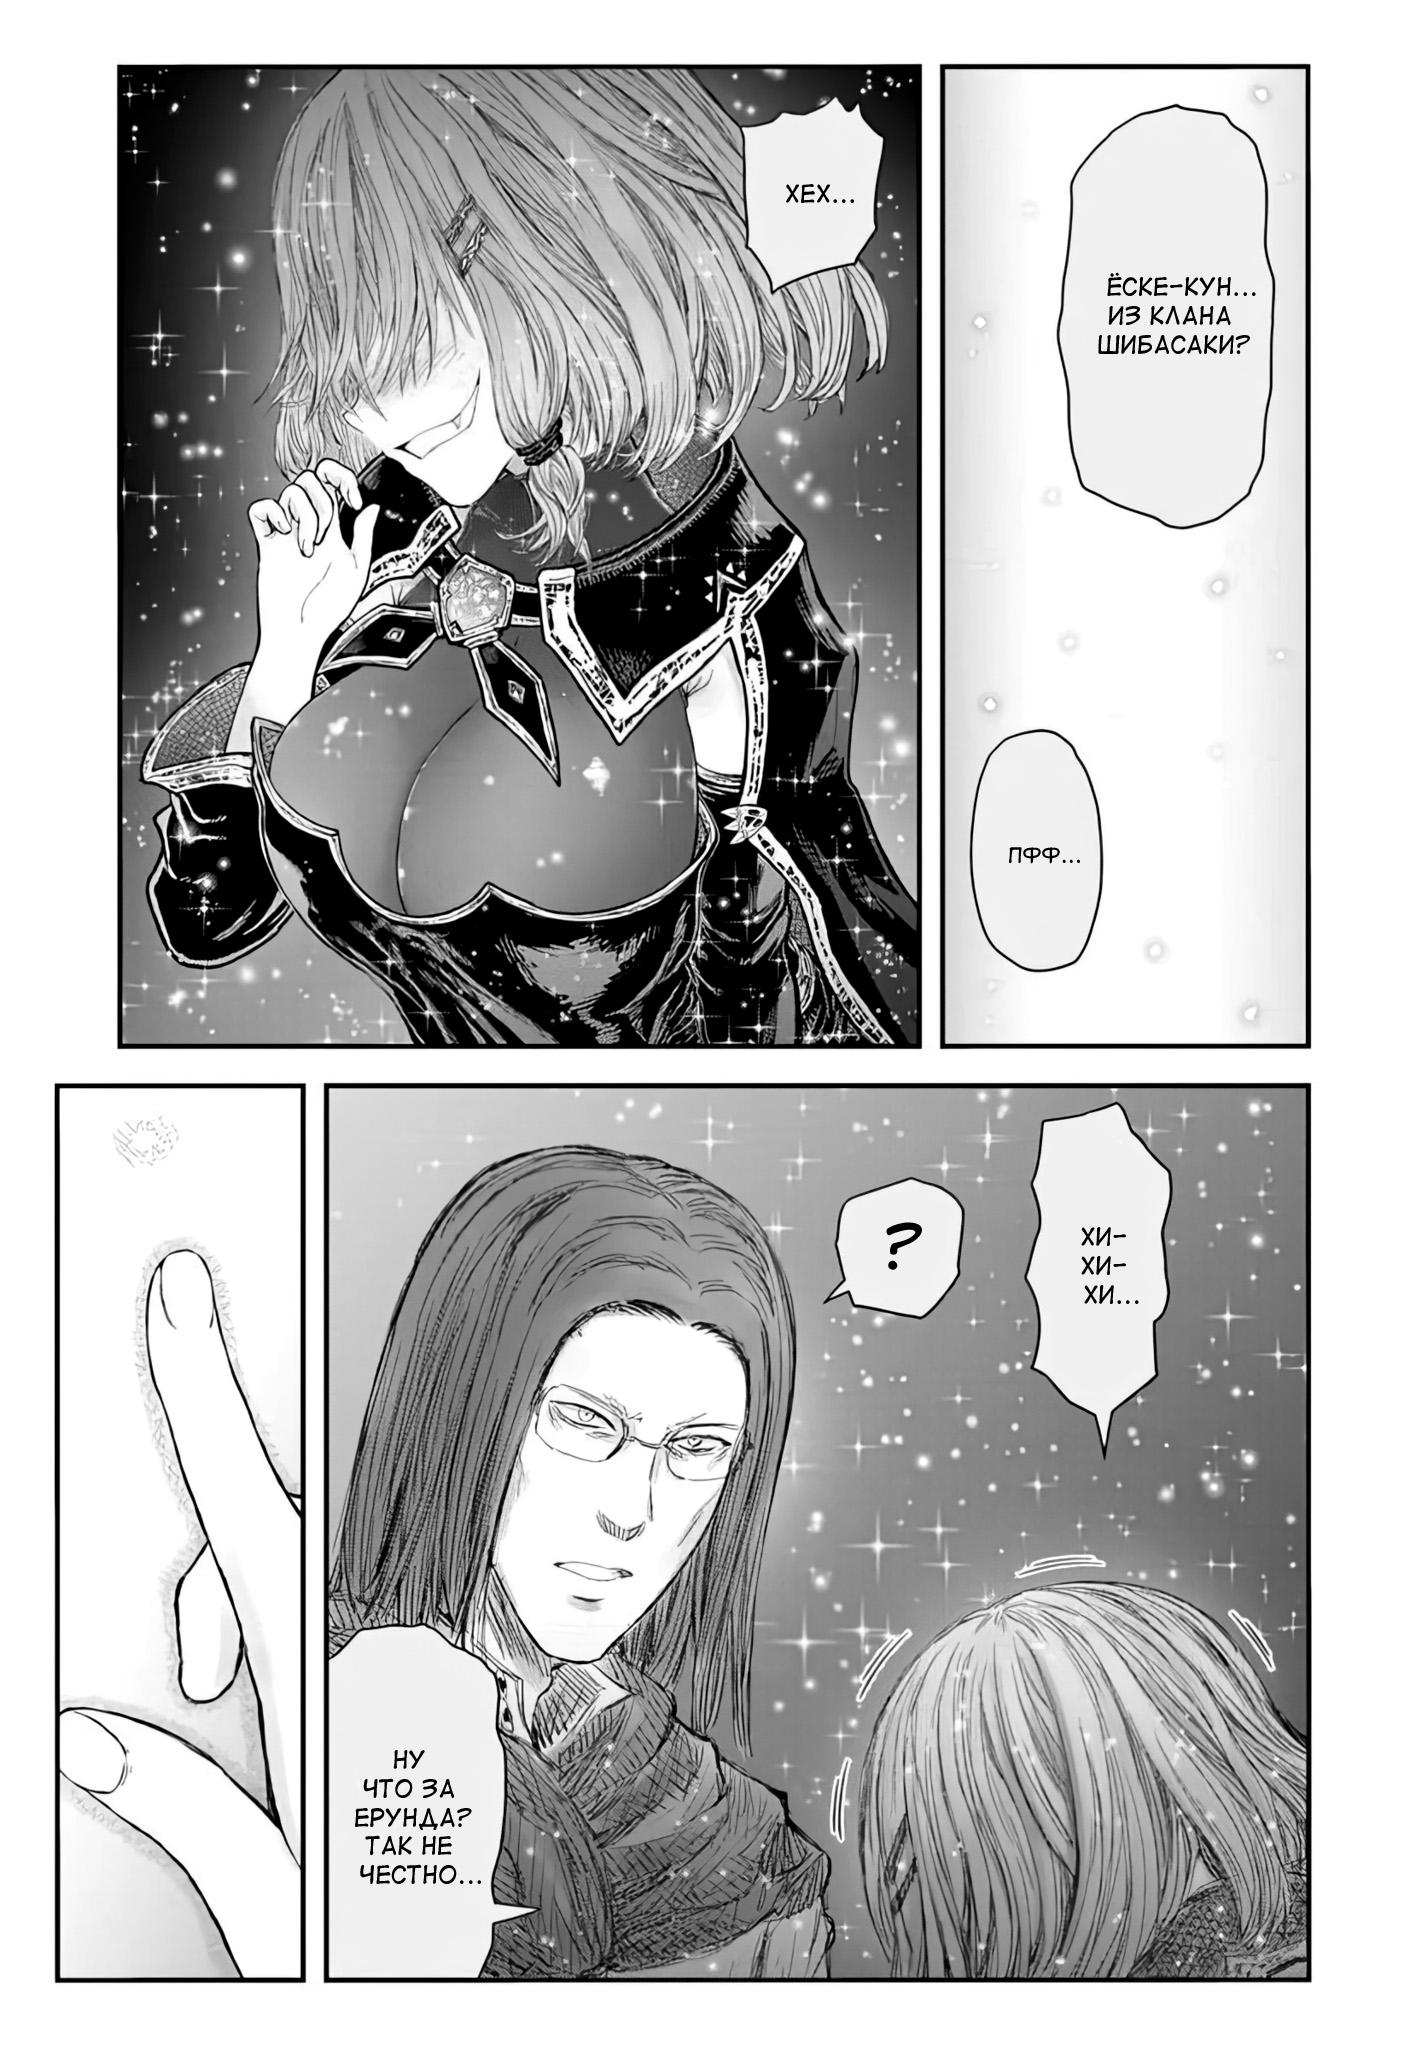 ЁСКЕ-КУН...
ИЗ КЛАНА
ШИБАСАКИ?
ПФФ...
ХЕХ...
ХИ-
ХИ-
ХИ...
?
НУ
ЧТО ЗА
ЕРУНДА?
ТАК НЕ
ЧЕСТНО...